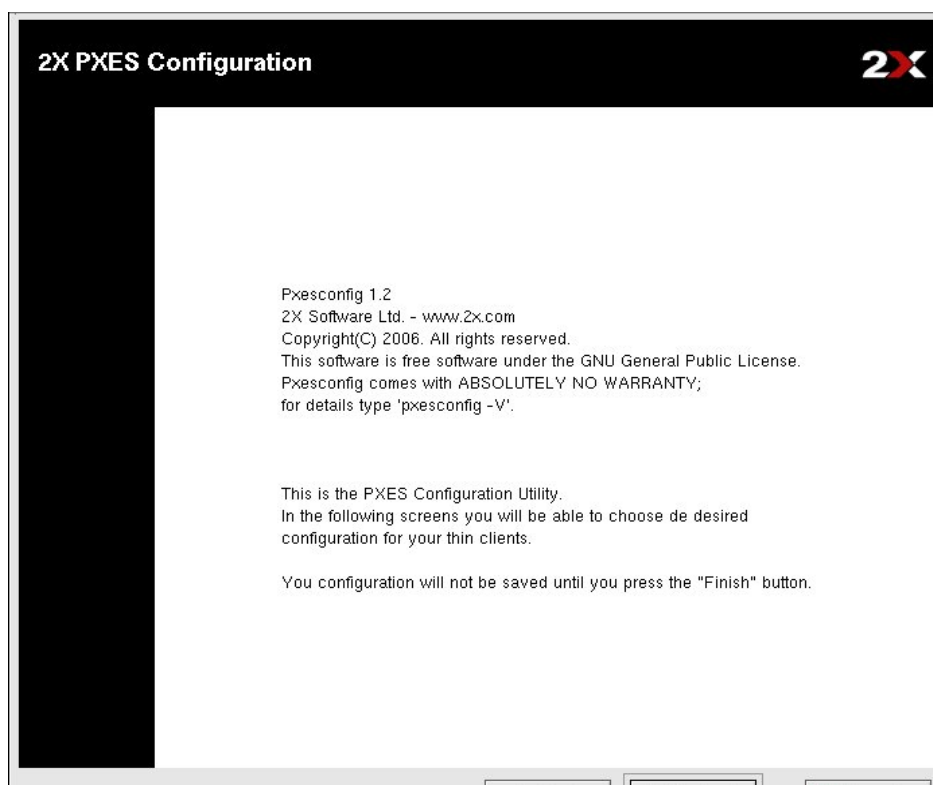 2X PXES Configuration
2X
Pxesconfig 1.2
2X Software Ltd. - www.2x.com
Copyright(C) 2006. All rights reserved.
This software is free software under the GNU General Public License.
Pxesconfig comes with ABSOLUTELY NO WARRANTY;
for details type 'pxesconfig -V'.
This is the PXES Configuration Utility.
In the following screens you will be able to choose de desired
configuration for your thin clients.
You configuration will not be saved until you press the "Finish" button.